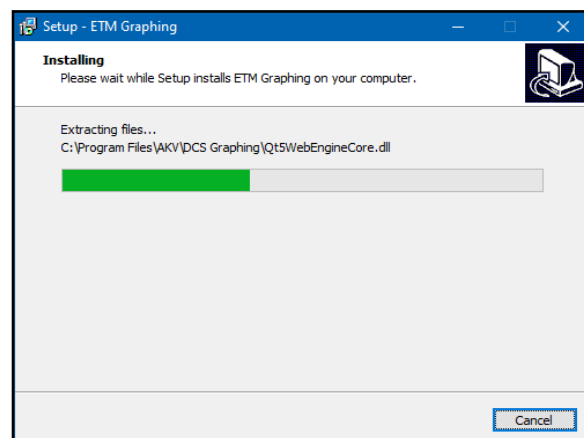 Setup - ETM Graphing
Installing
Please wait while Setup installs ETM Graphing on your computer.
Extracting files...
C:\Program Files\AKV\DCS Graphing\Qt5WebEngineCore.dll
Cancel